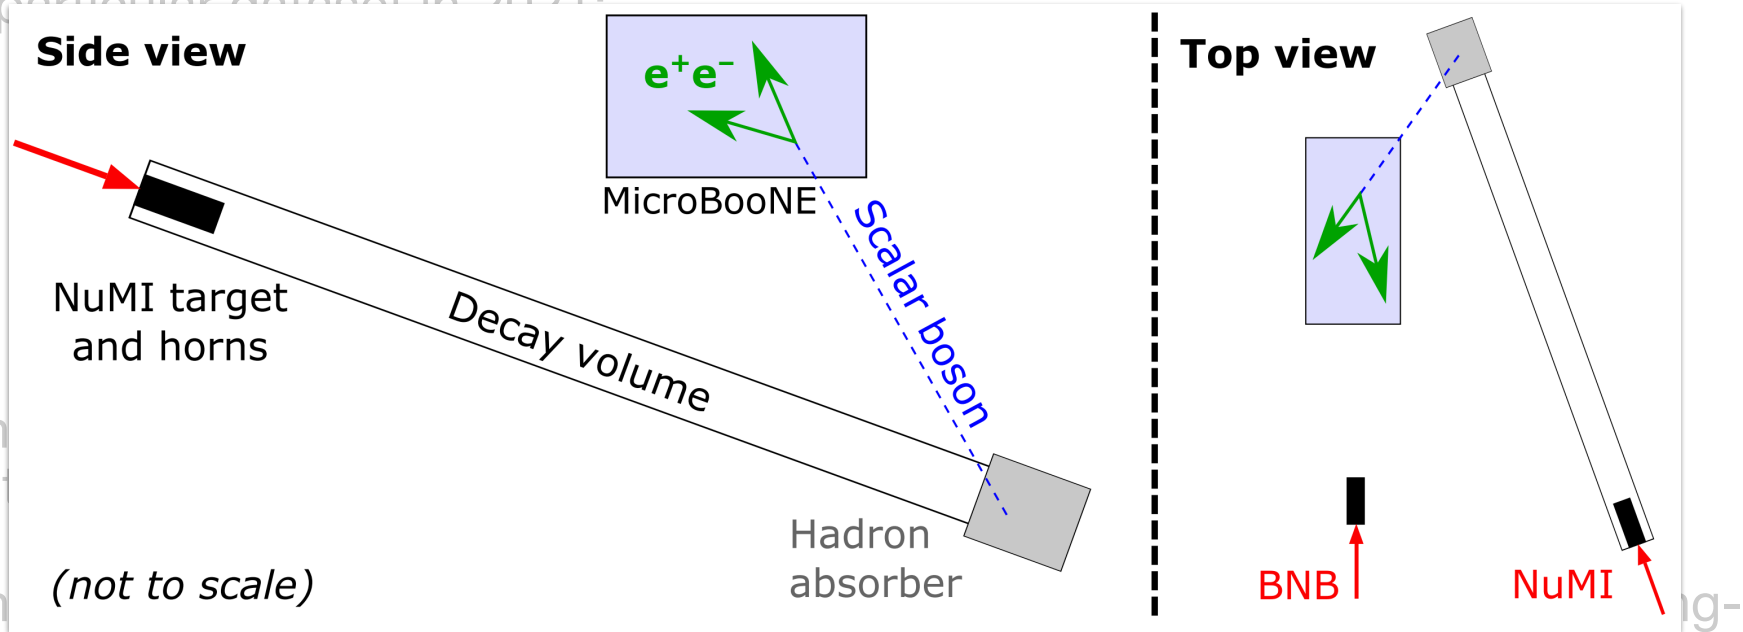 Side view
e⁺e⁻
MicroBooNE
NuMI target
and horns
Decay volume
Scalar boson
Hadron
absorber
(not to scale)
Top view
BNB
NuMI